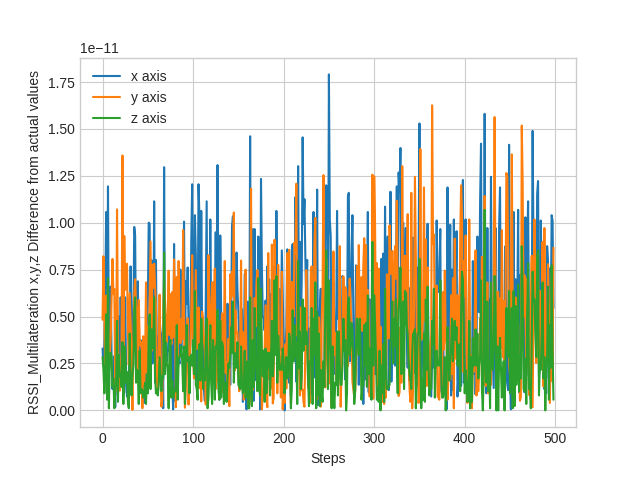 1e−11
x axis
y axis
z axis
RSSI_Multilateration x,y,z Difference from actual values
1.75
1.50
1.25
1.00
0.75
0.50
0.25
0.00
0 100 200 300 400 500
Steps